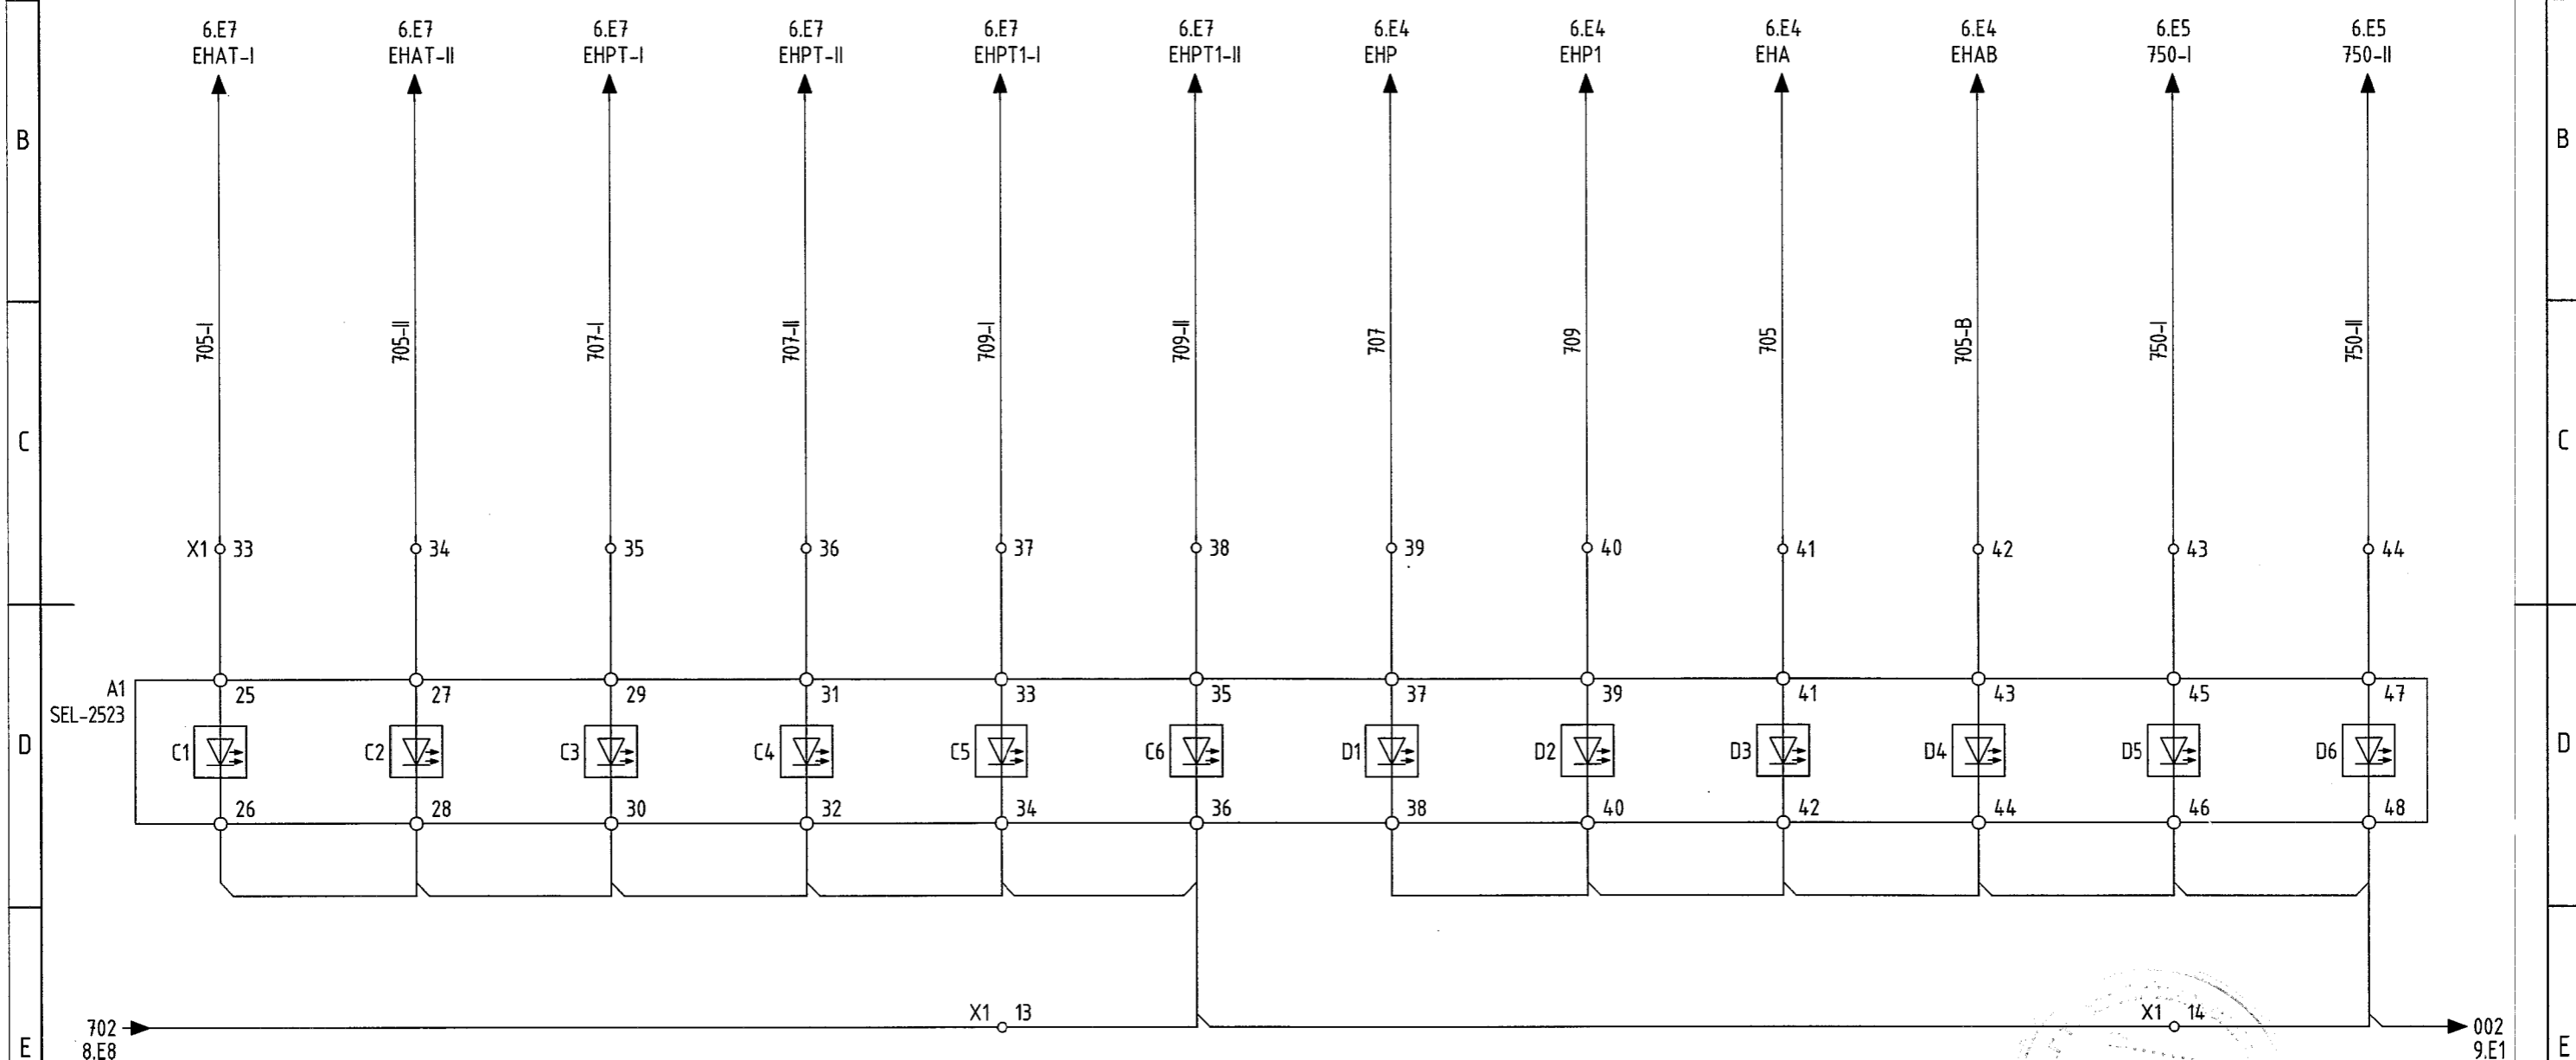 6.E7 6.E7 6.E7 6.E7 6.E7 6.E7 6.E4 6.E4 6.E4 6.E4 6.E5 6.E5
EHAT-I EHAT-II EHPT-I EHPT-II EHPT1-I EHPT1-II EHP EHP1 EHA EHAB 750-I 750-II
B B
705-I 705-II 707-I 707-II 709-I 709-II 707 709 705 705-B 750-I 750-II
C C
X1 33 34 35 36 37 38 39 40 41 42 43 44
A1 25 27 29 31 33 35 37 39 41 43 45 47
SEL-2523
D C1 C2 C3 C4 C5 C6 D1 D2 D3 D4 D5 D6 D
26 28 30 32 34 36 38 40 42 44 46 48
X1 13 X1 14
702 002
E 8.E8 9.E1 E